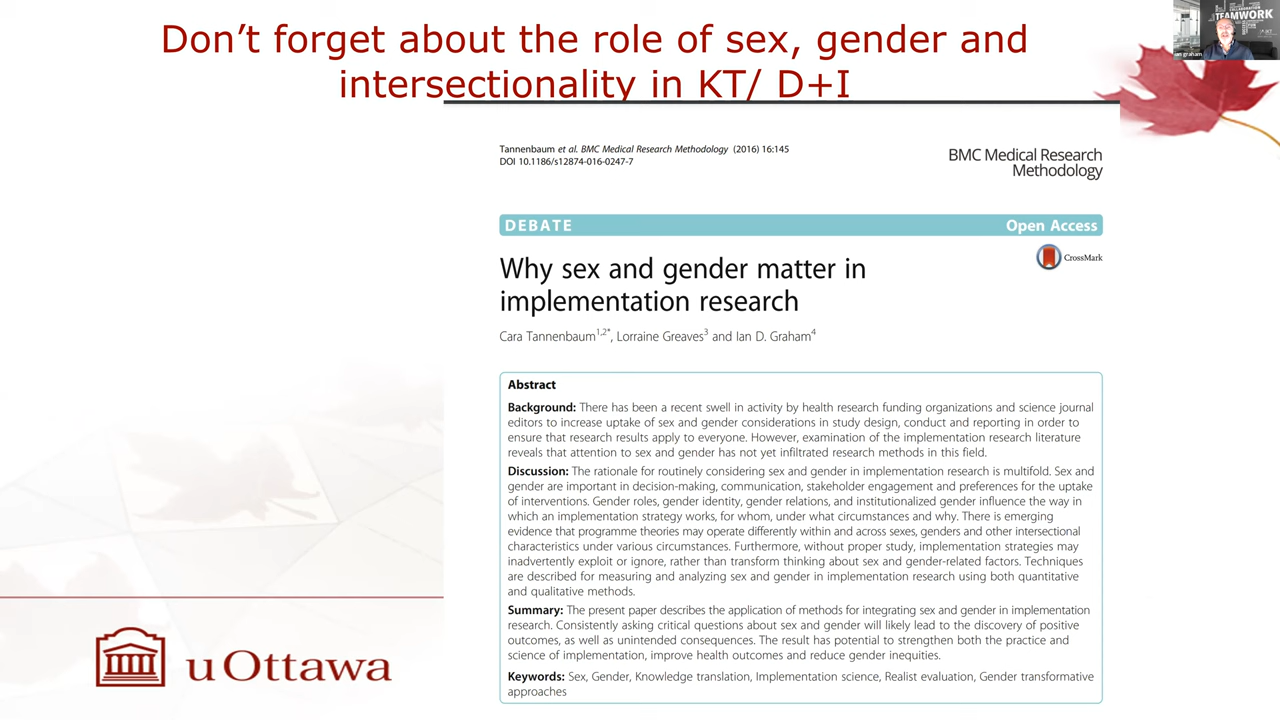 Don’t forget about the role of sex, gender and
intersectionality in KT/ D+I
TEAMWORK
Tannenbaum et al. BMC Medical Research Methodology (2016) 16:145
DOI 10.1186/s12874-016-0247-7
BMC Medical Research
Methodology
DEBATE
Open Access
CrossMark
Why sex and gender matter in
implementation research
Cara Tannenbaum1,2*, Lorraine Greaves3 and Ian D. Graham4
Abstract
Background: There has been a recent swell in activity by health research funding organizations and science journal
editors to increase uptake of sex and gender considerations in study design, conduct and reporting in order to
ensure that research results apply to everyone. However, examination of the implementation research literature
reveals that attention to sex and gender has not yet infiltrated research methods in this field.
Discussion: The rationale for routinely considering sex and gender in implementation research is multifold. Sex and
gender are important in decision-making, communication, stakeholder engagement and preferences for the uptake
of interventions. Gender roles, gender identity, gender relations, and institutionalized gender influence the way in
which an implementation strategy works, for whom, under what circumstances and why. There is emerging
evidence that programme theories may operate differently within and across sexes, genders and other intersectional
characteristics under various circumstances. Furthermore, without proper study, implementation strategies may
inadvertently exploit or ignore, rather than transform thinking about sex and gender-related factors. Techniques
are described for measuring and analyzing sex and gender in implementation research using both quantitative
and qualitative methods.
Summary: The present paper describes the application of methods for integrating sex and gender in implementation
research. Consistently asking critical questions about sex and gender will likely lead to the discovery of positive
outcomes, as well as unintended consequences. The result has potential to strengthen both the practice and
science of implementation, improve health outcomes and reduce gender inequities.
Keywords: Sex, Gender, Knowledge translation, Implementation science, Realist evaluation, Gender transformative
approaches
uOttawa